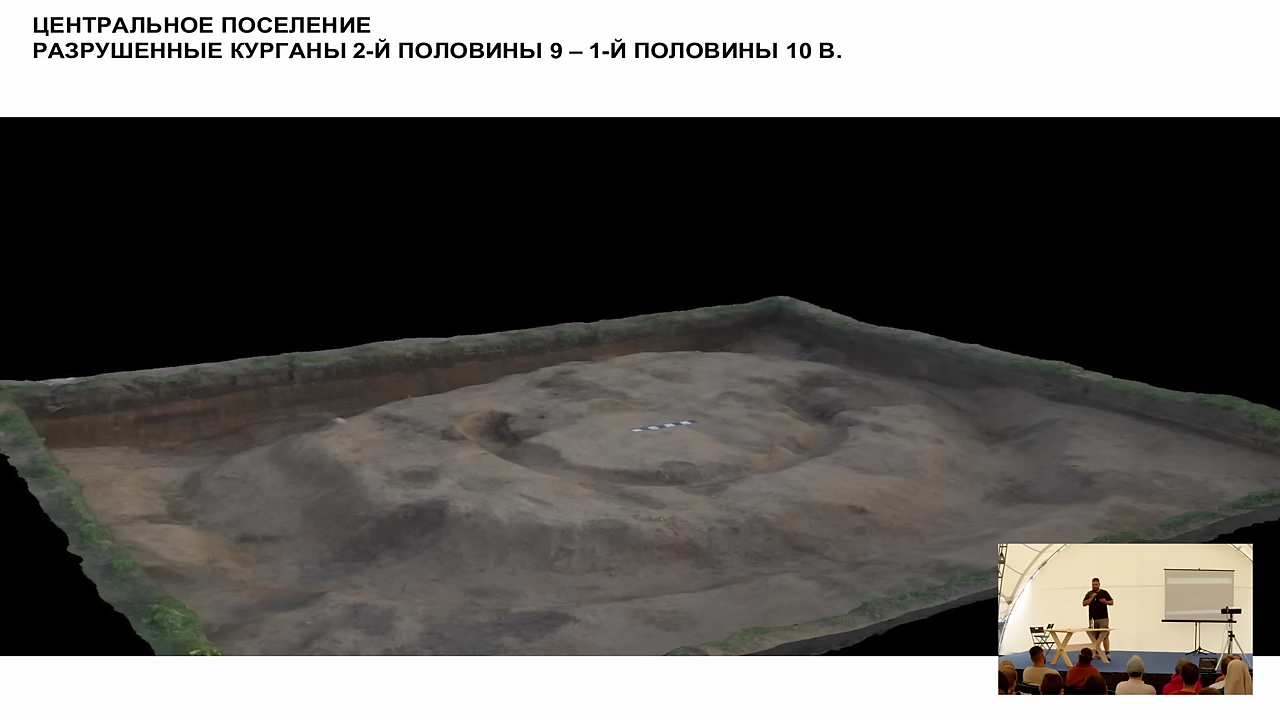 ЦЕНТРАЛЬНОЕ ПОСЕЛЕНИЕ
РАЗРУШЕННЫЕ КУРГАНЫ 2-Й ПОЛОВИНЫ 9 – 1-Й ПОЛОВИНЫ 10 В.